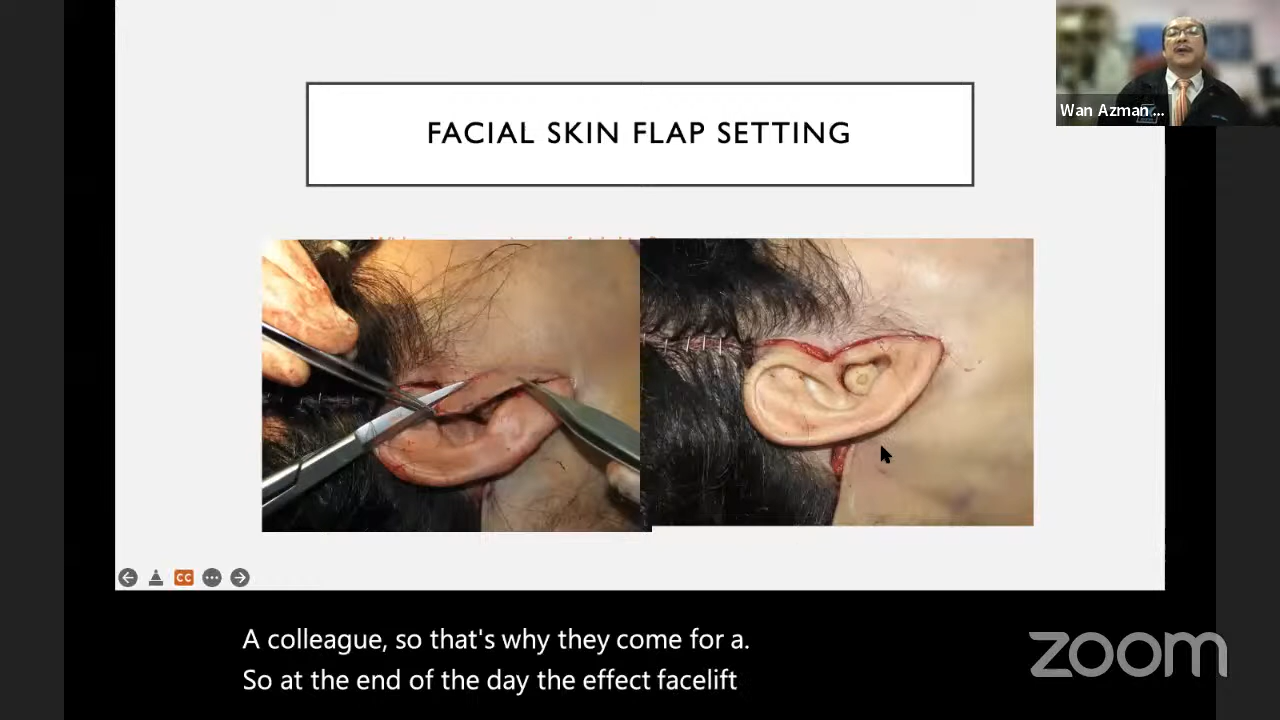 Wan Azman ...
FACIAL SKIN FLAP SETTING
CC
A colleague, so that's why they come for a.
So at the end of the day the effect facelift
zoom